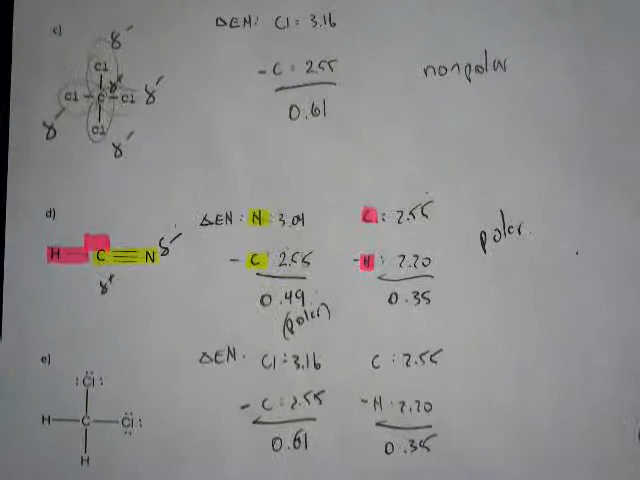 c) δ⁻ ΔEN: Cl = 3.16
Cl
- C : 2.55 nonpolar
Cl - C - Cl δ⁻
δ⁺
0.61
δ⁻ Cl
δ⁻
d) ΔEN: N: 3.04 C: 2.55
polar.
H - C ≡ N δ⁻ - C: 2.55 - H: 2.20
δ⁺ 0.49 0.35
(polar)
e) ΔEN. Cl: 3.16 C: 2.55
:Cl:
- C: 2.55 - H: 2.20
H - C - Cl:
0.61 0.35
H